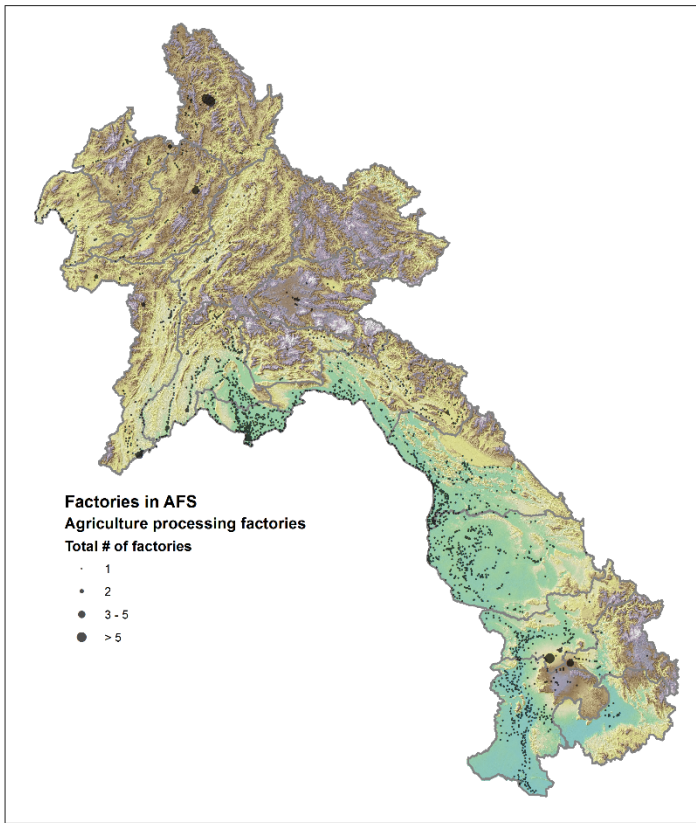 Factories in AFS
Agriculture processing factories
Total # of factories
1
2
3 - 5
> 5